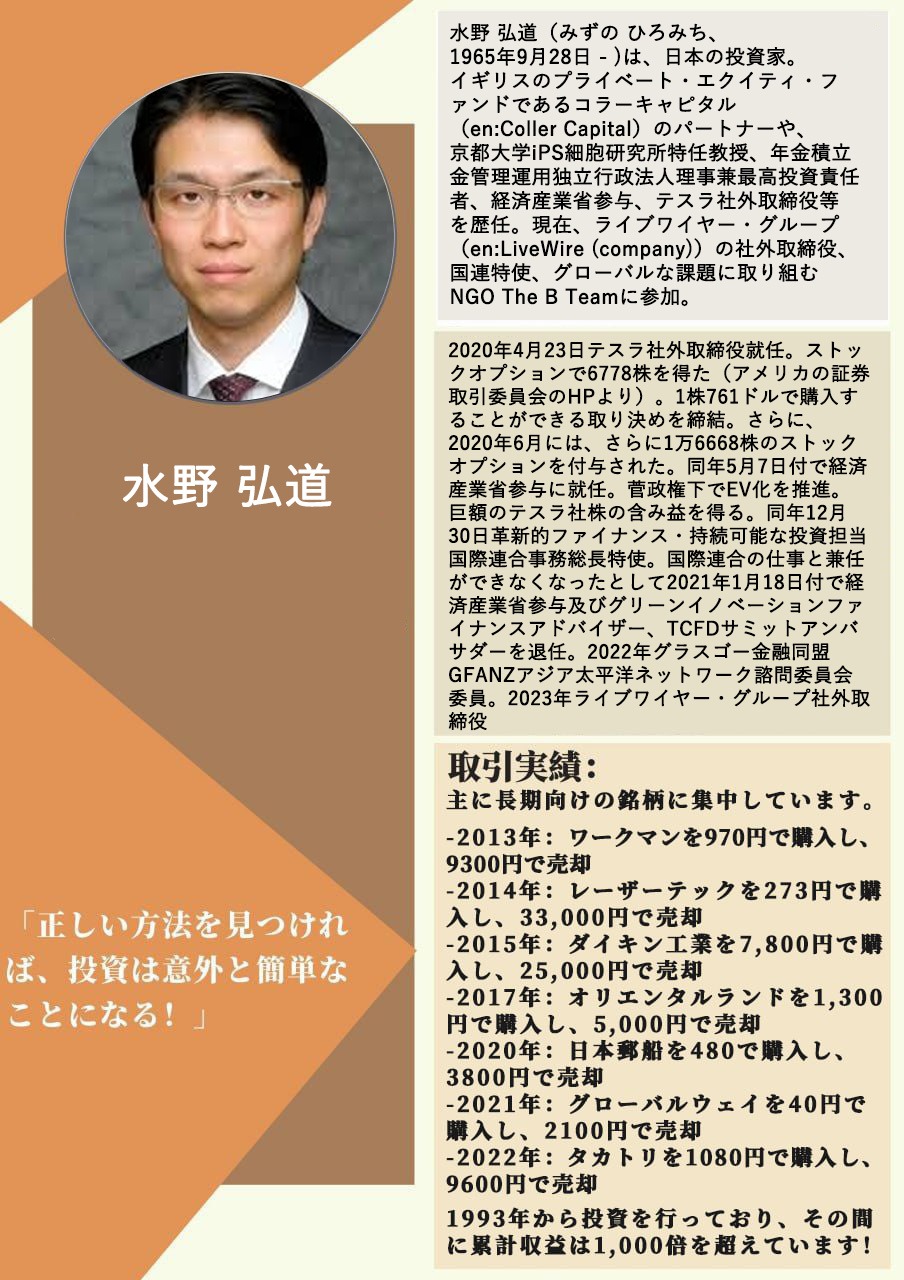 水野 弘道（みずの ひろみち、
1965年9月28日 - )は、日本の投資家。
イギリスのプライベート・エクイティ・フ
ァンドであるコラーキャピタル
（en:Coller Capital）のパートナーや、
京都大学iPS細胞研究所特任教授、年金積立
金管理運用独立行政法人理事兼最高投資責任
者、経済産業省参与、テスラ社外取締役等
を歴任。現在、ライブワイヤー・グループ
（en:LiveWire (company)）の社外取締役、
国連特使、グローバルな課題に取り組む
NGO The B Teamに参加。
水野 弘道
2020年4月23日テスラ社外取締役就任。ストッ
クオプションで6778株を得た（アメリカの証券
取引委員会のHPより）。1株761ドルで購入す
ることができる取り決めを締結。さらに、
2020年6月には、さらに1万6668株のストック
オプションを付与された。同年5月7日付で経済
産業省参与に就任。菅政権下でEV化を推進。
巨額のテスラ社株の含み益を得る。同年12月
30日革新的ファイナンス・持続可能な投資担当
国際連合事務総長特使。国際連合の仕事と兼任
ができなくなったとして2021年1月18日付で経
済産業省参与及びグリーンイノベーションファ
イナンスアドバイザー、TCFDサミットアンバ
サダーを退任。2022年グラスゴー金融同盟
GFANZアジア太平洋ネットワーク諮問委員会
委員。2023年ライブワイヤー・グループ社外取
締役
「正しい方法を見つけれ
ば、投資は意外と簡単な
ことになる！」
取引実績：
主に長期向けの銘柄に集中しています。
-2013年：ワークマンを970円で購入し、
9300円で売却
-2014年：レーザーテックを273円で購
入し、33,000円で売却
-2015年：ダイキン工業を7,800円で購
入し、25,000円で売却
-2017年：オリエンタルランドを1,300
円で購入し、5,000円で売却
-2020年：日本郵船を480で購入し、
3800円で売却
-2021年：グローバルウェイを40円で
購入し、2100円で売却
-2022年：タカトリを1080円で購入し、
9600円で売却
1993年から投資を行っており、その間
に累計収益は1,000倍を超えています！